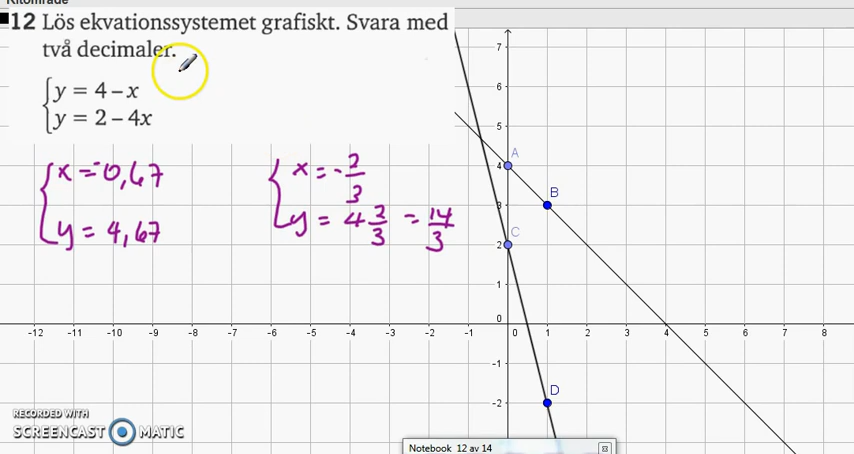 Ritområde
12 Lös ekvationssystemet grafiskt. Svara med
två decimaler.
y = 4 – x
y = 2 – 4x
x = -0,67
y = 4,67
x = - 2/3
y = 4 2/3 = 14/3
7
6
5
4
3
2
1
0
-1
-2
A
B
C
D
-12 -11 -10 -9 -8 -7 -6 -5 -4 -3 -2 -1 0 1 2 3 4 5 6 7 8
RECORDED WITH
SCREENCAST MATIC
Notebook 12 av 14